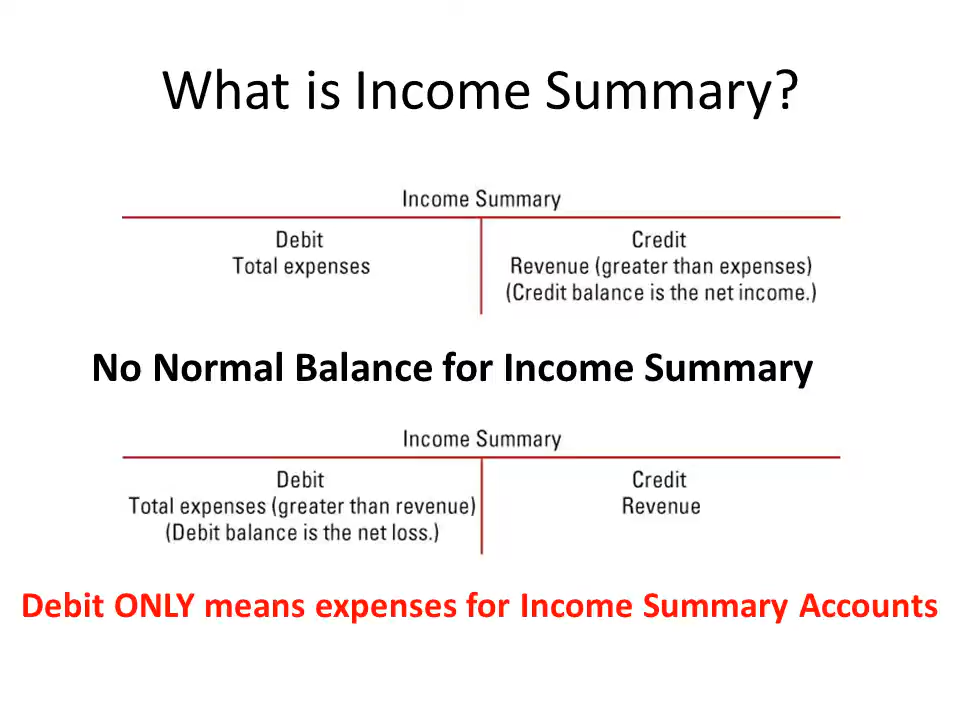 What is Income Summary?
Income Summary
Debit
Total expenses
Credit
Revenue (greater than expenses)
(Credit balance is the net income.)
No Normal Balance for Income Summary
Income Summary
Debit
Total expenses (greater than revenue)
(Debit balance is the net loss.)
Credit
Revenue
Debit ONLY means expenses for Income Summary Accounts